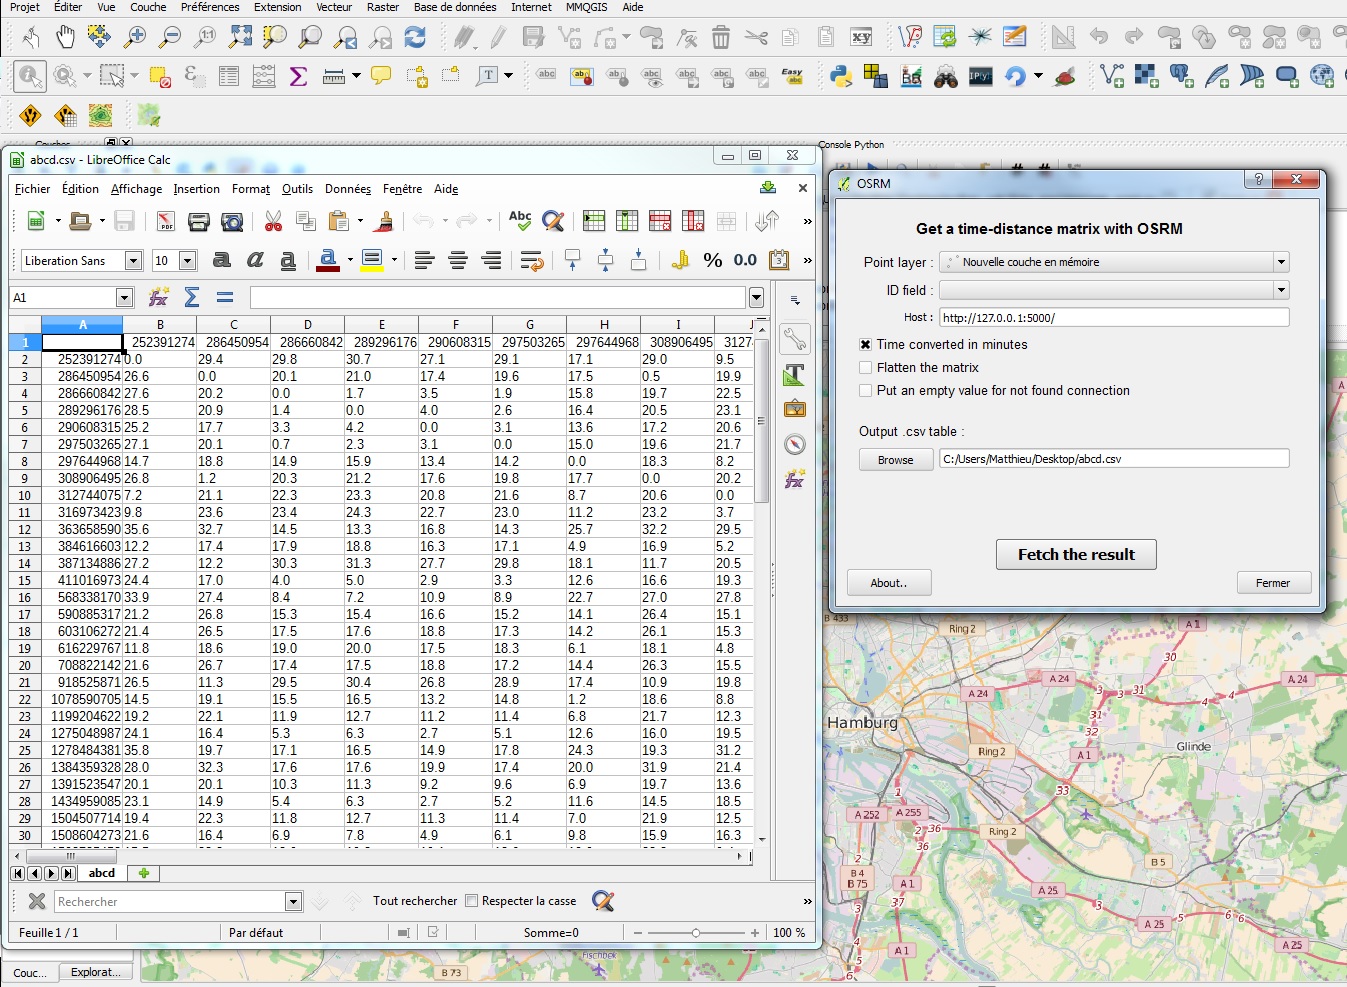 Projet Éditer Vue Couche Préférences Extension Vecteur Raster Base de données Internet MMQGIS Aide
Console Python
abcd.csv - LibreOffice Calc
Fichier Édition Affichage Insertion Format Outils Données Fenêtre Aide
Liberation Sans 10
A1
A B C D E F G H I J
1 252391274 286450954 286660842 289296176 290608315 297503265 297644968 308906495 3127
2 252391274 0.0 29.4 29.8 30.7 27.1 29.1 17.1 29.0 9.5
3 286450954 26.6 0.0 20.1 21.0 17.4 19.6 17.5 0.5 19.9
4 286660842 27.6 20.2 0.0 1.7 3.5 1.9 15.8 19.7 22.5
5 289296176 28.5 20.9 1.4 0.0 4.0 2.6 16.4 20.5 23.1
6 290608315 25.2 17.7 3.3 4.2 0.0 3.1 13.6 17.2 20.6
7 297503265 27.1 20.1 0.7 2.3 3.1 0.0 15.0 19.6 21.7
8 297644968 14.7 18.8 14.9 15.9 13.4 14.2 0.0 18.3 8.2
9 308906495 26.8 1.2 20.3 21.2 17.6 19.8 17.7 0.0 20.2
10 312744075 7.2 21.1 22.3 23.3 20.8 21.6 8.7 20.6 0.0
11 316973423 9.8 23.6 23.4 24.3 22.7 23.0 11.2 23.2 3.7
12 363658590 35.6 32.7 14.5 13.3 16.8 14.3 25.7 32.2 29.5
13 384616603 12.2 17.4 17.9 18.8 16.3 17.1 4.9 16.9 5.2
14 387134886 27.2 12.2 30.3 31.3 27.7 29.8 18.1 11.7 20.5
15 411016973 24.4 17.0 4.0 5.0 2.9 3.3 12.6 16.6 19.3
16 568338170 33.9 27.4 8.4 7.2 10.9 8.9 22.7 27.0 27.8
17 590885317 21.2 26.8 15.3 15.4 16.6 15.2 14.1 26.4 15.1
18 603106272 21.4 26.5 17.5 17.6 18.8 17.3 14.2 26.1 15.3
19 616229767 11.8 18.6 19.0 20.0 17.5 18.3 6.1 18.1 4.8
20 708822142 21.6 26.7 17.4 17.5 18.8 17.2 14.4 26.3 15.5
21 918525871 26.5 11.3 29.5 30.4 26.8 28.9 17.4 10.9 19.8
22 1078590705 14.5 19.1 15.5 16.5 13.2 14.8 1.2 18.6 8.8
23 1199204622 19.2 22.1 11.9 12.7 11.2 11.4 6.8 21.7 12.3
24 1275048987 24.1 16.4 5.3 6.3 2.7 5.1 12.6 16.0 19.5
25 1278484381 35.8 19.7 17.1 16.5 14.9 17.8 24.3 19.3 31.2
26 1384359328 28.0 32.3 17.6 17.6 19.9 17.4 20.0 31.9 21.4
27 1391523547 20.1 20.1 10.3 11.3 9.2 9.6 6.9 19.7 13.6
28 1434959085 23.1 14.9 5.4 6.3 2.7 5.2 11.6 14.5 18.5
29 1504507714 19.4 22.3 11.8 12.7 11.3 11.4 7.0 21.9 12.5
30 1508604273 21.6 16.4 6.9 7.8 4.9 6.1 9.8 15.9 16.3
abcd
Rechercher Tout rechercher Respecter la casse
Feuille 1 / 1 Par défaut Somme=0 100 %
Couc... Explorat...
OSRM
Get a time-distance matrix with OSRM
Point layer : Nouvelle couche en mémoire
ID field :
Host : http://127.0.0.1:5000/
Time converted in minutes
Flatten the matrix
Put an empty value for not found connection
Output .csv table :
Browse C:/Users/Matthieu/Desktop/abcd.csv
Fetch the result
About.. Fermer
B 433
Ring 2
A 1
30
A 24 A 24 A 24
3 3 31 4 4
31
Hamburg
32
Ring 2 A 1
Glinde
33
1
A 252 A 255
2 36
Ring 2
36
B 5
B 4
B 75
A 1
A 25
37
A 25
5 6 6
A 25
3
4
A 1
Fischbek
B 73
5
6